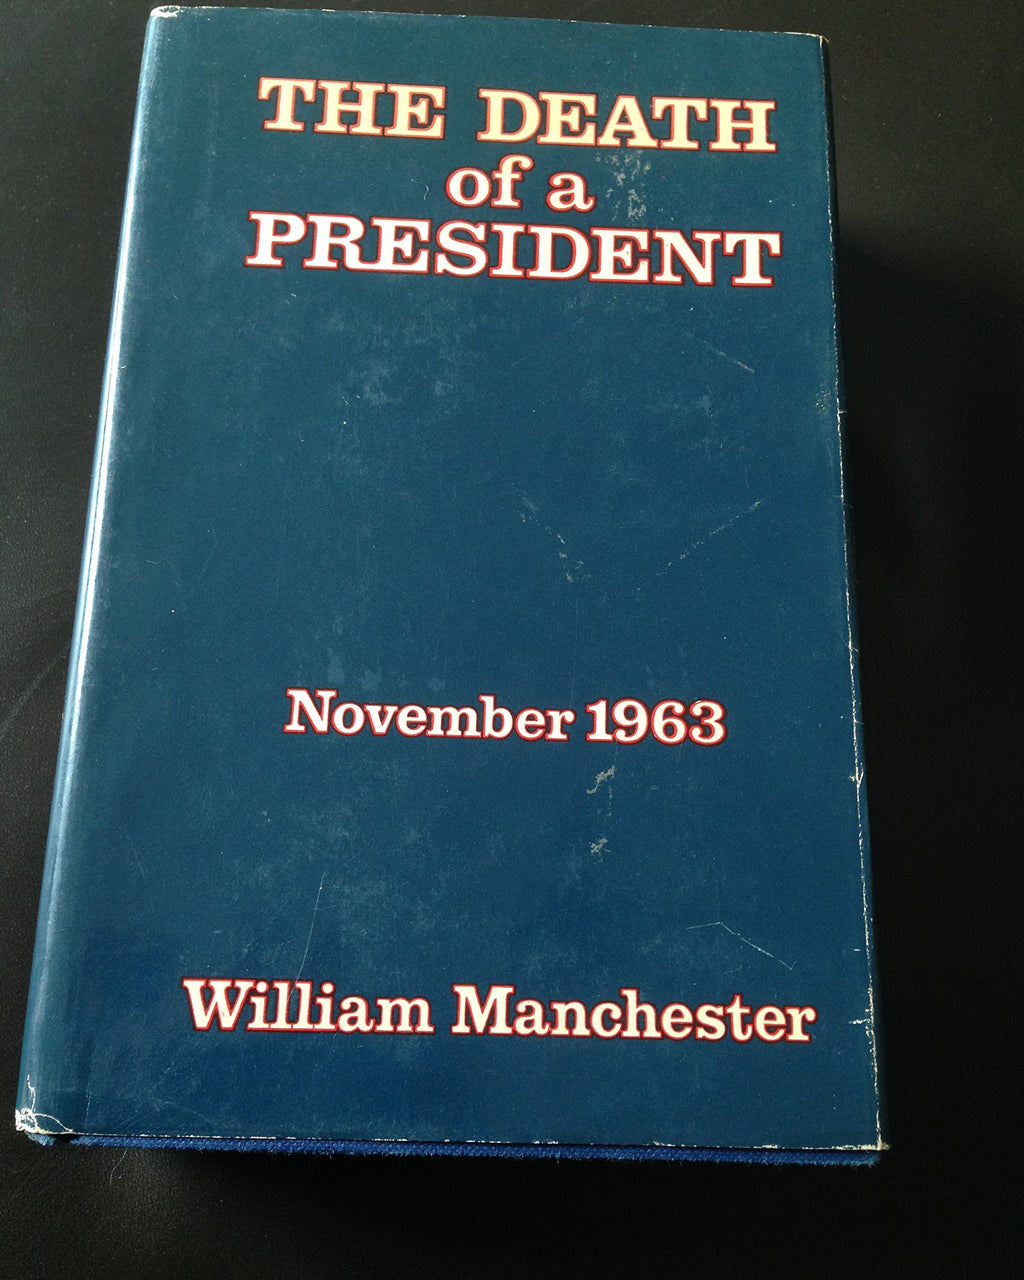 THE DEATH
of a
PRESIDENT
November 1963
William Manchester